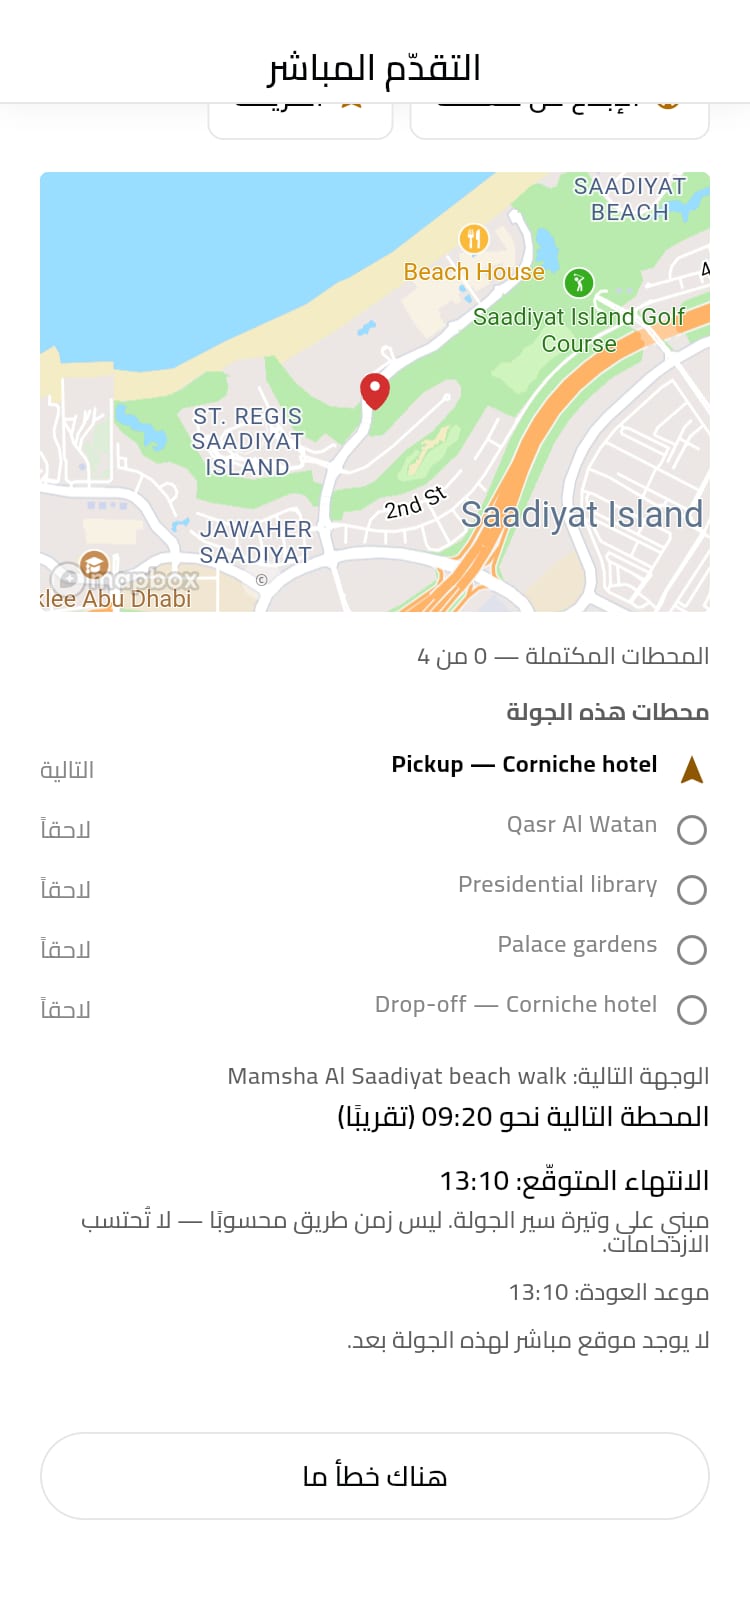 التقدّم المباشر
SAADIYAT
BEACH
Beach House
Saadiyat Island Golf
Course
ST. REGIS
SAADIYAT
ISLAND
2nd St
Saadiyat Island
JAWAHER
SAADIYAT
©
mapbox
klee Abu Dhabi
المحطات المكتملة — 0 من 4
محطات هذه الجولة
Pickup — Corniche hotel
التالية
Qasr Al Watan
لاحقاً
Presidential library
لاحقاً
Palace gardens
لاحقاً
Drop-off — Corniche hotel
لاحقاً
الوجهة التالية: Mamsha Al Saadiyat beach walk
المحطة التالية نحو 09:20 (تقريبًا)
الانتهاء المتوقّع: 13:10
مبني على وتيرة سير الجولة. ليس زمن طريق محسوبًا — لا تُحتسب
الازدحامات.
موعد العودة: 13:10
لا يوجد موقع مباشر لهذه الجولة بعد.
هناك خطأ ما